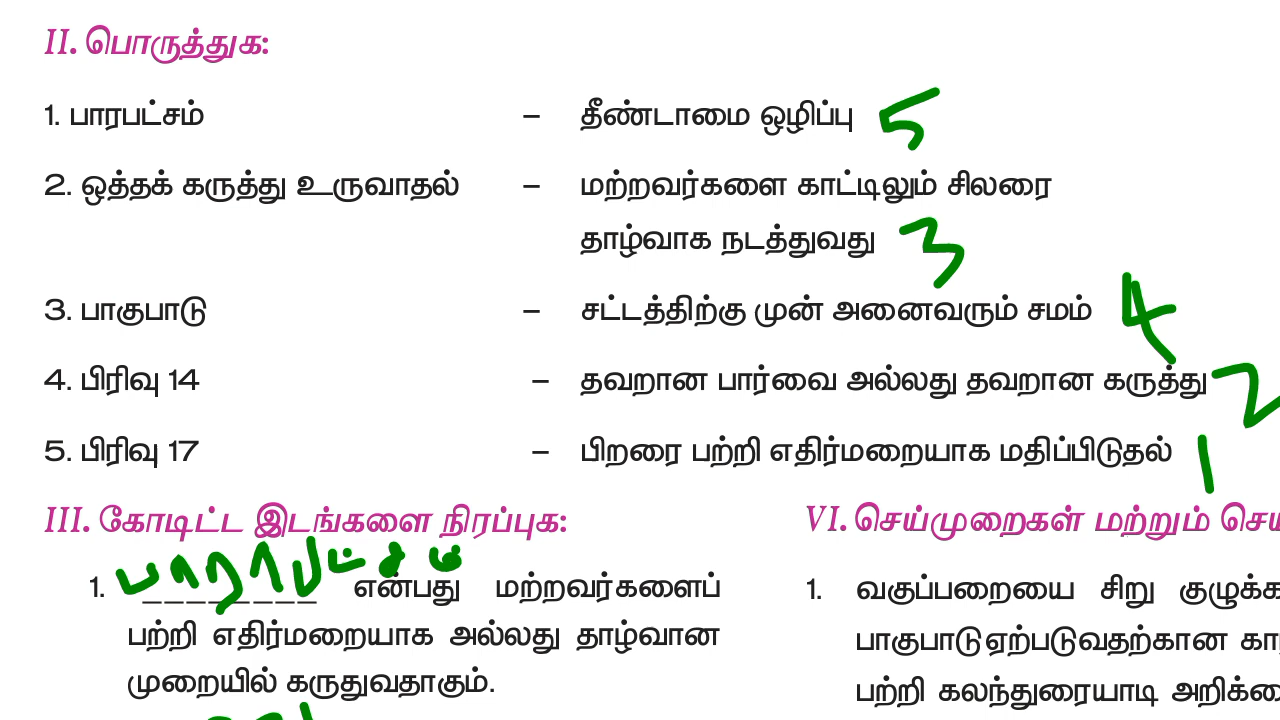 II. பொருத்துக:
1. பாரபட்சம் – தீண்டாமை ஒழிப்பு 5
2. ஒத்தக் கருத்து உருவாதல் – மற்றவர்களை காட்டிலும் சிலரை
தாழ்வாக நடத்துவது 3
3. பாகுபாடு – சட்டத்திற்கு முன் அனைவரும் சமம் 4
4. பிரிவு 14 – தவறான பார்வை அல்லது தவறான கருத்து 2
5. பிரிவு 17 – பிறரை பற்றி எதிர்மறையாக மதிப்பிடுதல் 1
III. கோடிட்ட இடங்களை நிரப்புக:
பாராபட்சம்
1. ________ என்பது மற்றவர்களைப்
பற்றி எதிர்மறையாக அல்லது தாழ்வான
முறையில் கருதுவதாகும்.
VI. செய்முறைகள் மற்றும்
1. வகுப்பறையை சிறு
பாகுபாடு ஏற்படுவதற்கான
பற்றி கலந்துரையாடி